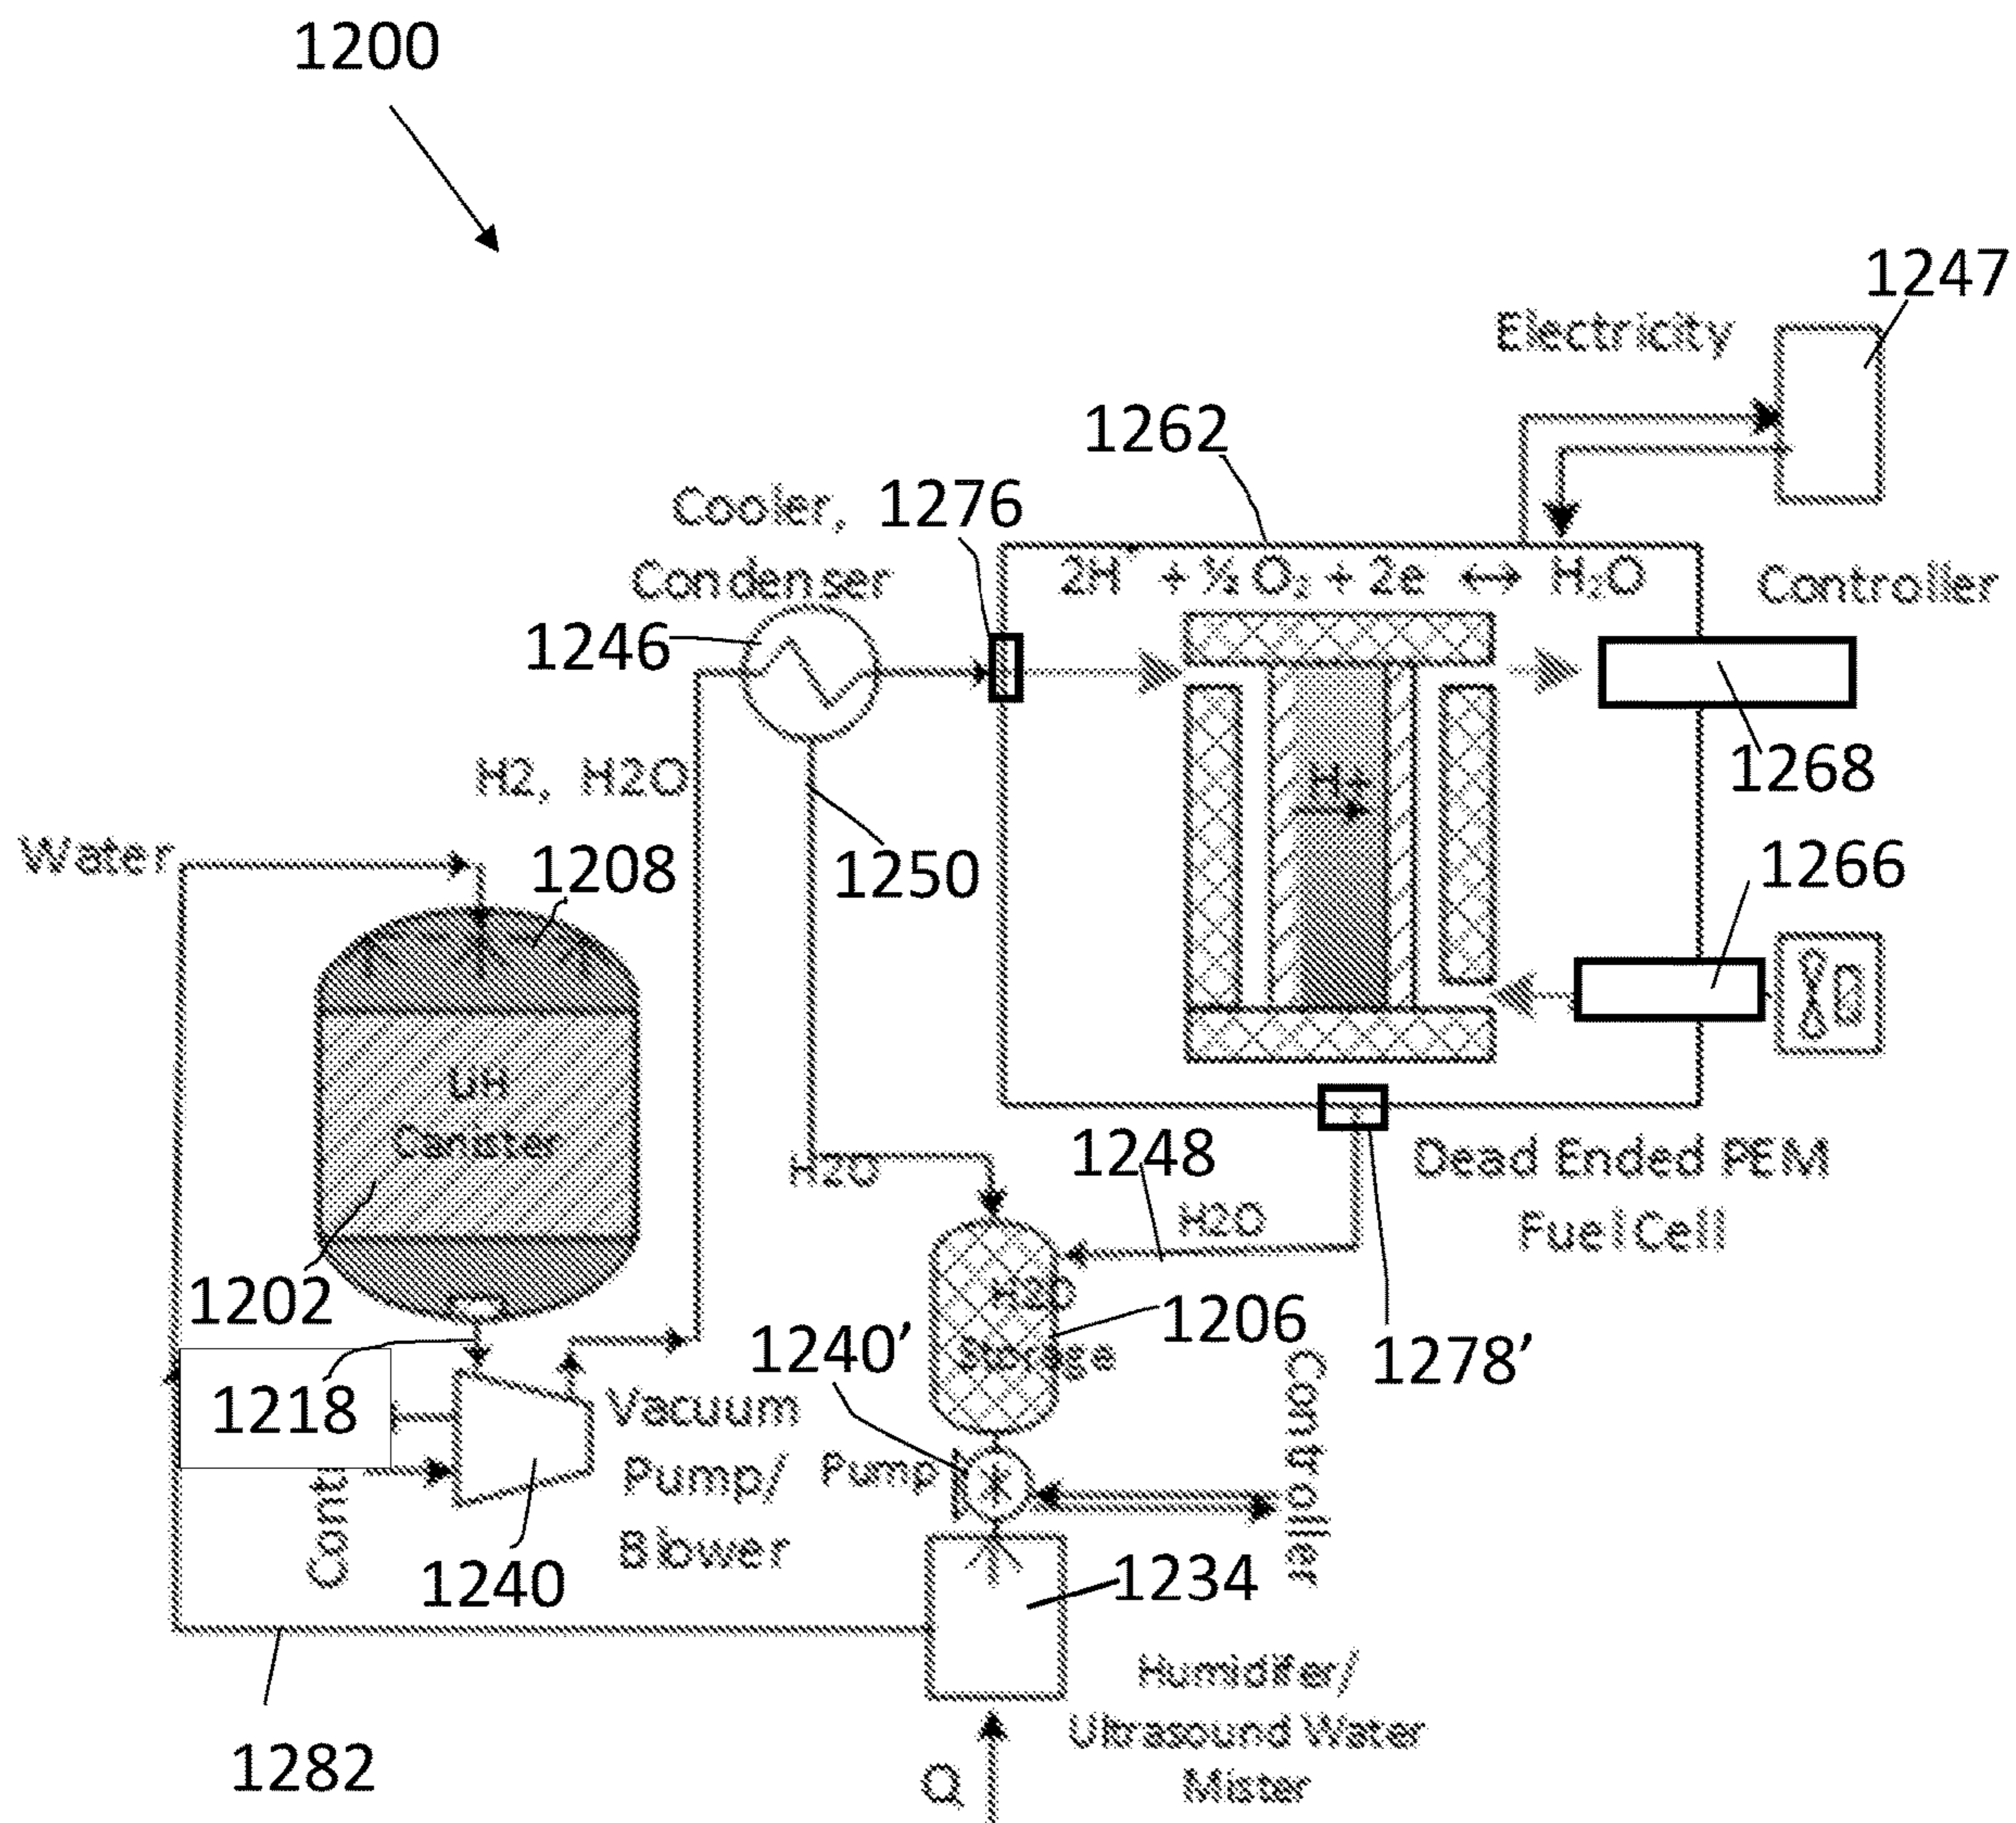 1200
1247
Electricity
1262
Cooler,
Condenser
1276
2H⁺ + ½ O₂ + 2e ↔ H₂O
Controller
1246
1268
H2, H2O
H+
Water
1208
1250
1266
LiH
Canister
1202
H2O
1248
H2O
Dead Ended PEM
Fuel Cell
H2O
Storage
1206
1278’
1240’
1218
Vacuum
Pump/
Blower
Pump
Controller
Cont
1240
1234
1282
Humidifer/
Ultrasound Water
Mister
Q